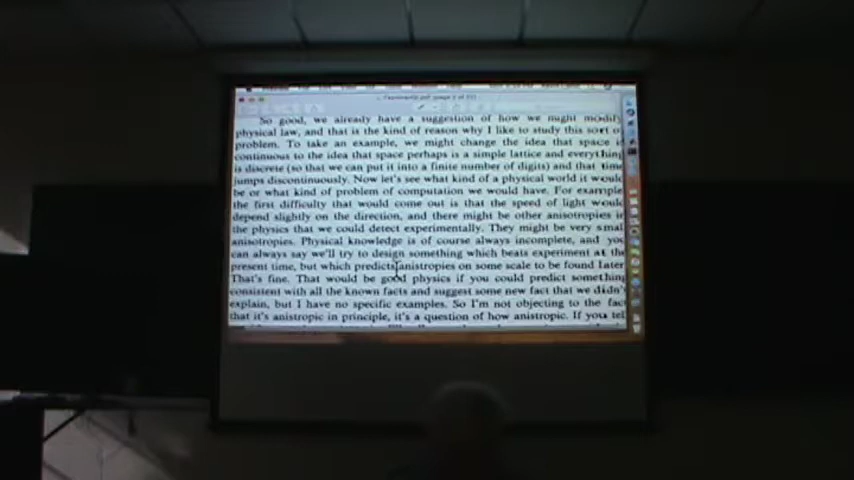 So good, we already have a suggestion of how we might modify
physical law, and that is the kind of reason why I like to study this sort o
problem. To take an example, we might change the idea that space i
continuous to the idea that space perhaps is a simple lattice and everything
is discrete (so that we can put it into a finite number of digits) and that time
jumps discontinuously. Now let's see what kind of a physical world it would
be or what kind of problem of computation we would have. For example
the first difficulty that would come out is that the speed of light would
depend slightly on the direction, and there might be other anisotropies in
the physics that we could detect experimentally. They might be very smal
anisotropies. Physical knowledge is of course always incomplete, and you
can always say we'll try to design something which beats experiment at the
present time, but which predicts anistropies on some scale to be found later
That's fine. That would be good physics if you could predict something
consistent with all the known facts and suggest some new fact that we didn't
explain, but I have no specific examples. So I'm not objecting to the fac
that it's anistropic in principle, it's a question of how anistropic. If you tel